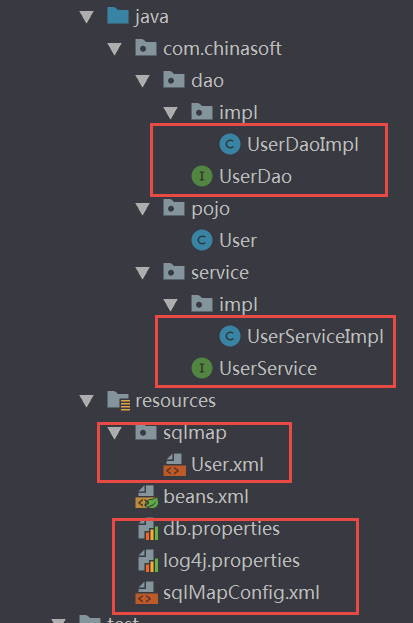 java
com.chinasoft
dao
impl
UserDaoImpl
UserDao
pojo
User
service
impl
UserServiceImpl
UserService
resources
sqlmap
User.xml
beans.xml
db.properties
log4j.properties
sqlMapConfig.xml
test